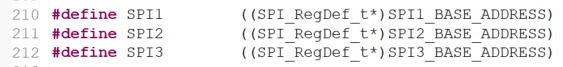 210 #define SPI1 ((SPI_RegDef_t*)SPI1_BASE_ADDRESS)
211 #define SPI2 ((SPI_RegDef_t*)SPI2_BASE_ADDRESS)
212 #define SPI3 ((SPI_RegDef_t*)SPI3_BASE_ADDRESS)